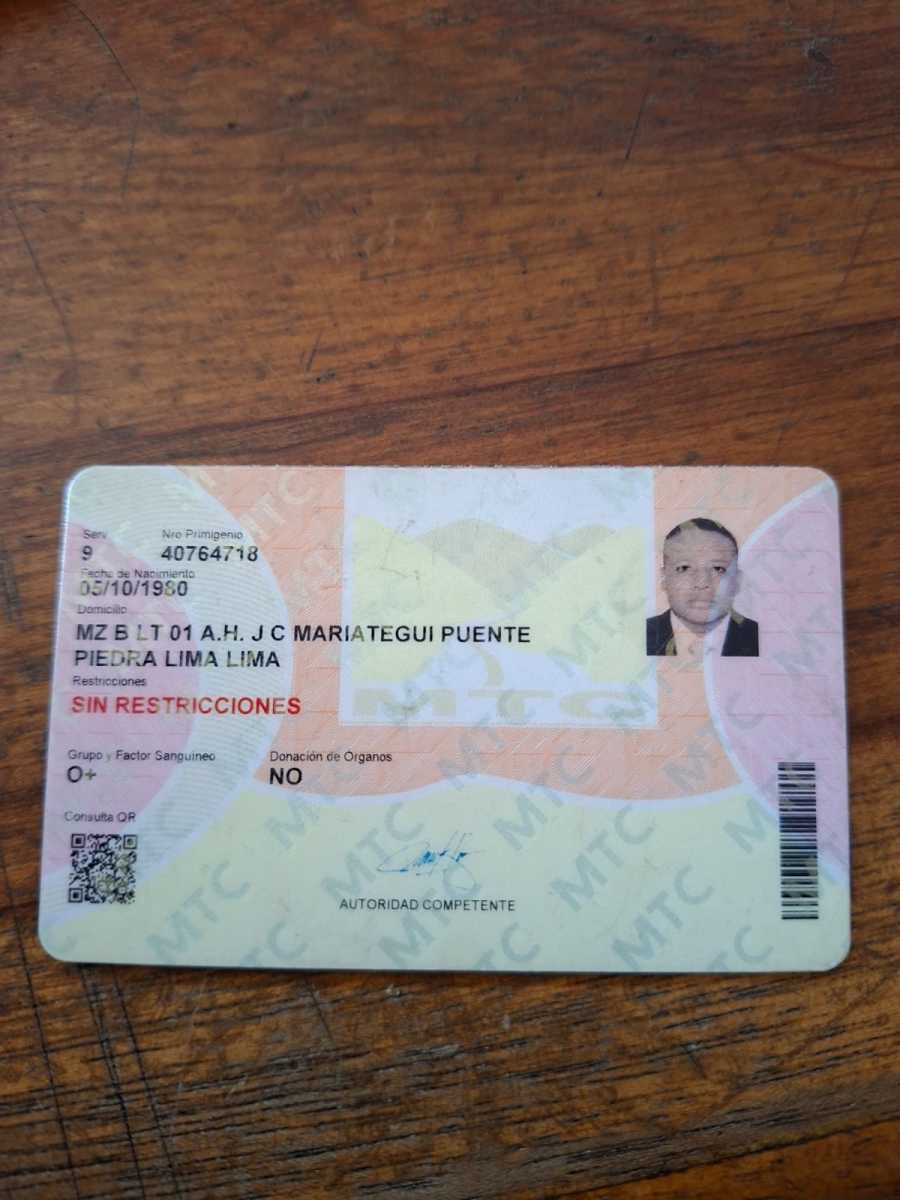 Serv Nro Primigenio
9 40764718
Fecha de Nacimiento
05/10/1980
Domicilio
MZ B LT 01 A.H. J C MARIATEGUI PUENTE
PIEDRA LIMA LIMA
Restricciones
SIN RESTRICCIONES
Grupo y Factor Sanguineo Donación de Órganos
O+ NO
Consulta QR
AUTORIDAD COMPETENTE
MTC